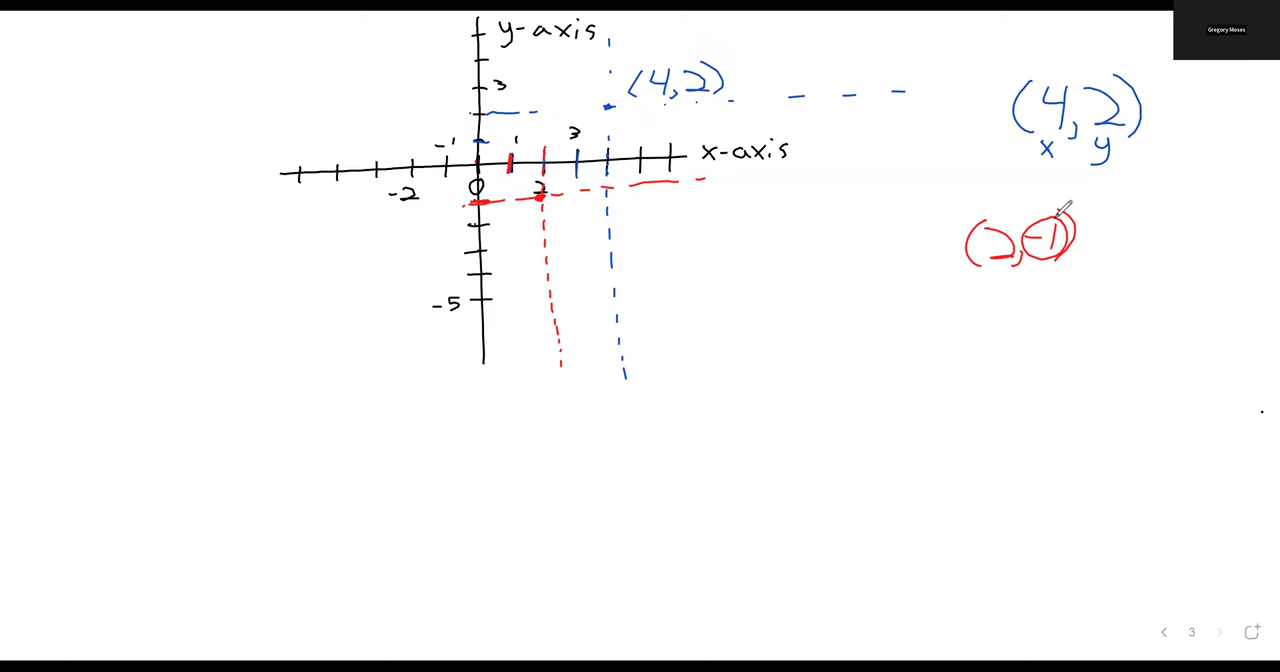 Gregory Moses
y-axis
(4,2)
3
(4,2)
x y
-1 1 3
x-axis
-2 0 2
(2,-1)
-5
3